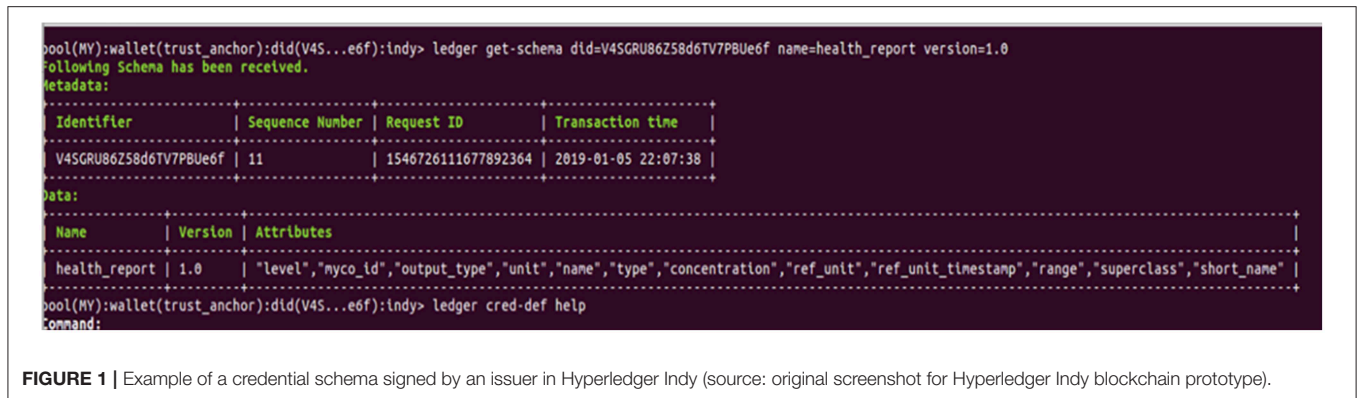 pool(MY):wallet(trust_anchor):did(V4S...e6f):indy> ledger get-schema did=V4SGRU86Z58d6TV7PBUe6f name=health_report version=1.0
Following Schema has been received.
Metadata:
+------------------------+-----------------+---------------------+---------------------+
| Identifier | Sequence Number | Request ID | Transaction time |
+------------------------+-----------------+---------------------+---------------------+
| V4SGRU86Z58d6TV7PBUe6f | 11 | 1546726111677892364 | 2019-01-05 22:07:38 |
+------------------------+-----------------+---------------------+---------------------+
Data:
| Name | Version | Attributes |
| health_report | 1.0 | "level","myco_id","output_type","unit","name","type","concentration","ref_unit","ref_unit_timestamp","range","superclass","short_name" |
pool(MY):wallet(trust_anchor):did(V4S...e6f):indy> ledger cred-def help
Command:
FIGURE 1 | Example of a credential schema signed by an issuer in Hyperledger Indy (source: original screenshot for Hyperledger Indy blockchain prototype).